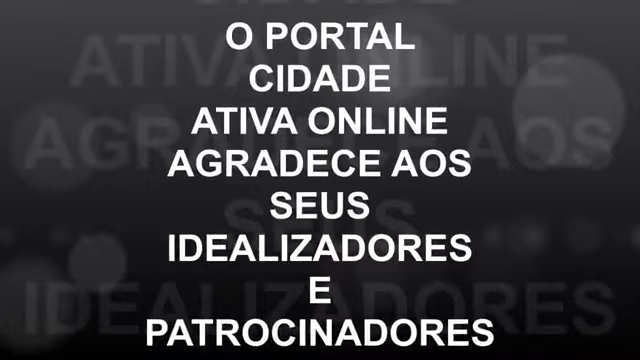 O PORTAL
CIDADE
ATIVA ONLINE
AGRADECE AOS
SEUS
IDEALIZADORES
E
PATROCINADORES